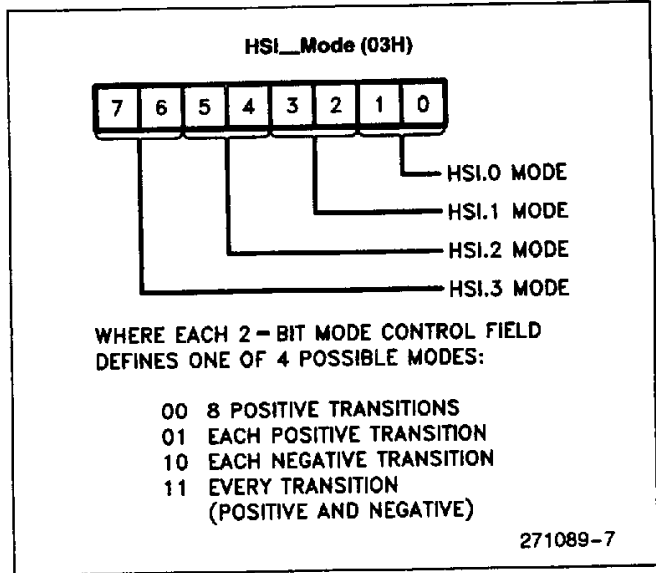 HSI__Mode (03H)
7 6 5 4 3 2 1 0
HSI.0 MODE
HSI.1 MODE
HSI.2 MODE
HSI.3 MODE
WHERE EACH 2-BIT MODE CONTROL FIELD
DEFINES ONE OF 4 POSSIBLE MODES:
00 8 POSITIVE TRANSITIONS
01 EACH POSITIVE TRANSITION
10 EACH NEGATIVE TRANSITION
11 EVERY TRANSITION
(POSITIVE AND NEGATIVE)
271089-7